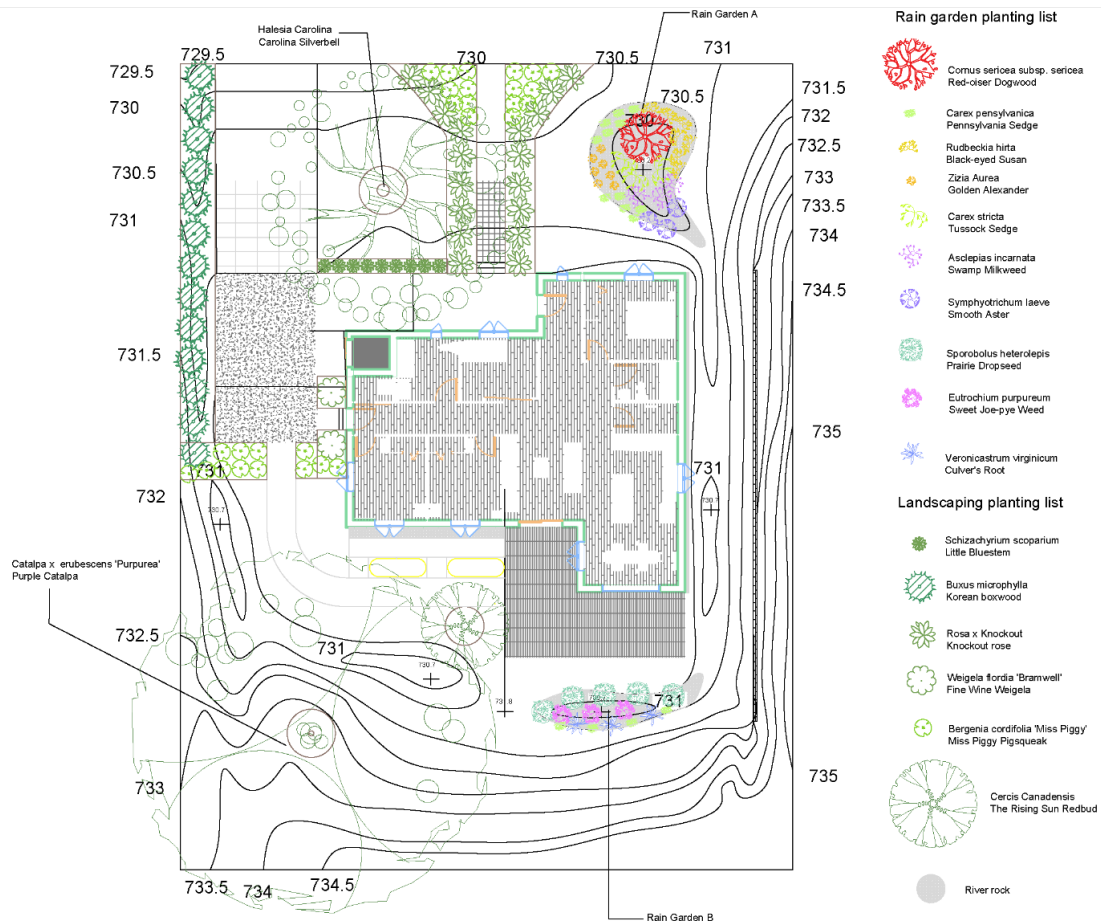 Halesia Carolina
Carolina Silverbell
Rain Garden A
729.5
730
730.5
731
729.5
730
730.5
731
731.5
731
732
730.7
Catalpa x erubescens 'Purpurea'
Purple Catalpa
732.5
733
733.5
734
734.5
730.5
730
731.5
732
732.5
733
733.5
734
734.5
735
735
731
730.7
731
730.7
731
Rain Garden B
Rain garden planting list
Cornus sericea subsp. sericea
Red-oiser Dogwood
Carex pensylvanica
Pennsylvania Sedge
Rudbeckia hirta
Black-eyed Susan
Zizia Aurea
Golden Alexander
Carex stricta
Tussock Sedge
Asclepias incarnata
Swamp Milkweed
Symphyotrichum laeve
Smooth Aster
Sporobolus heterolepis
Prairie Dropseed
Eutrochium purpureum
Sweet Joe-pye Weed
Veronicastrum virginicum
Culver's Root
Landscaping planting list
Schizachyrium scoparium
Little Bluestem
Buxus microphylla
Korean boxwood
Rosa x Knockout
Knockout rose
Weigela flordia 'Bramwell'
Fine Wine Weigela
Bergenia cordifolia 'Miss Piggy'
Miss Piggy Pigsqueak
Cercis Canadensis
The Rising Sun Redbud
River rock